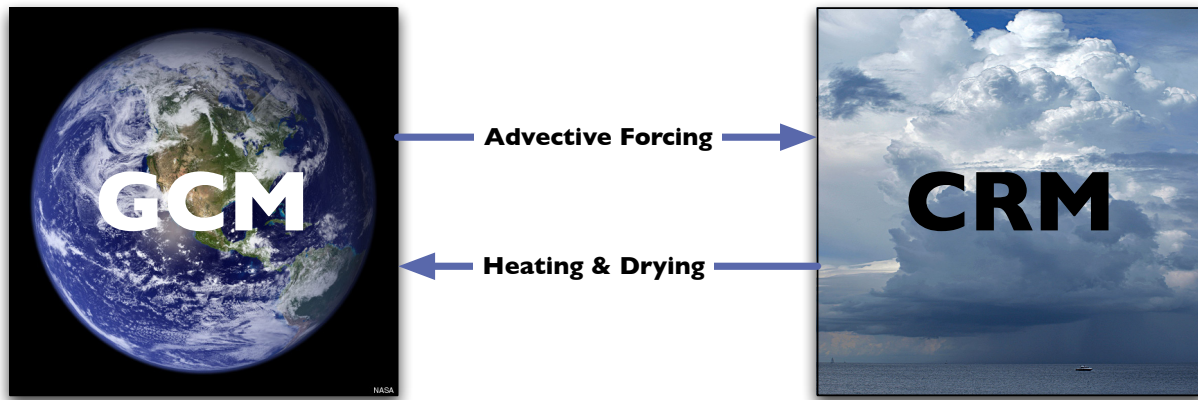 GCM
NASA
Advective Forcing
Heating & Drying
CRM